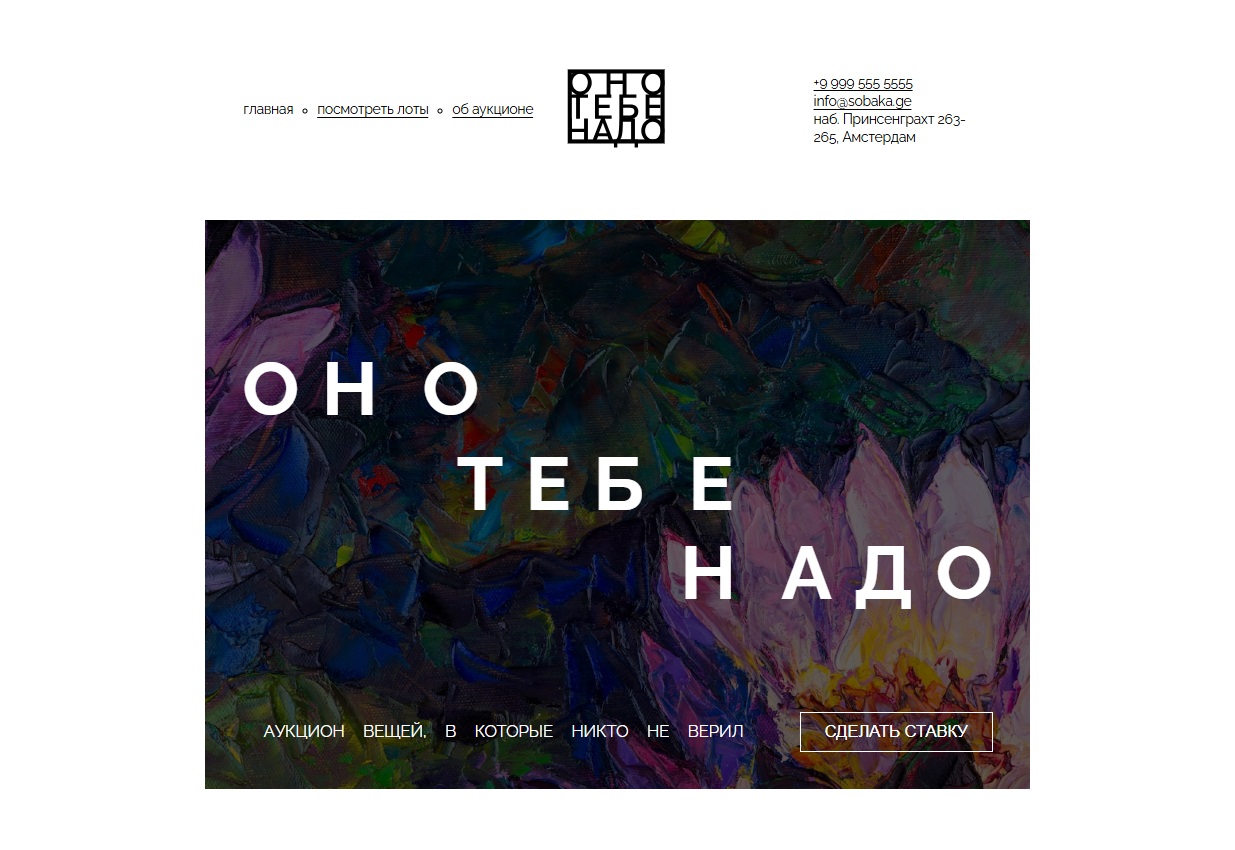 главная
посмотреть лоты
об аукционе
ОНО
ТЕБЕ
НАДО
+9 999 555 5555
info@sobaka.ge
наб. Принсенграхт 263-
265, Амстердам
ОНО
ТЕБЕ
НАДО
АУКЦИОН ВЕЩЕЙ, В КОТОРЫЕ НИКТО НЕ ВЕРИЛ
СДЕЛАТЬ СТАВКУ